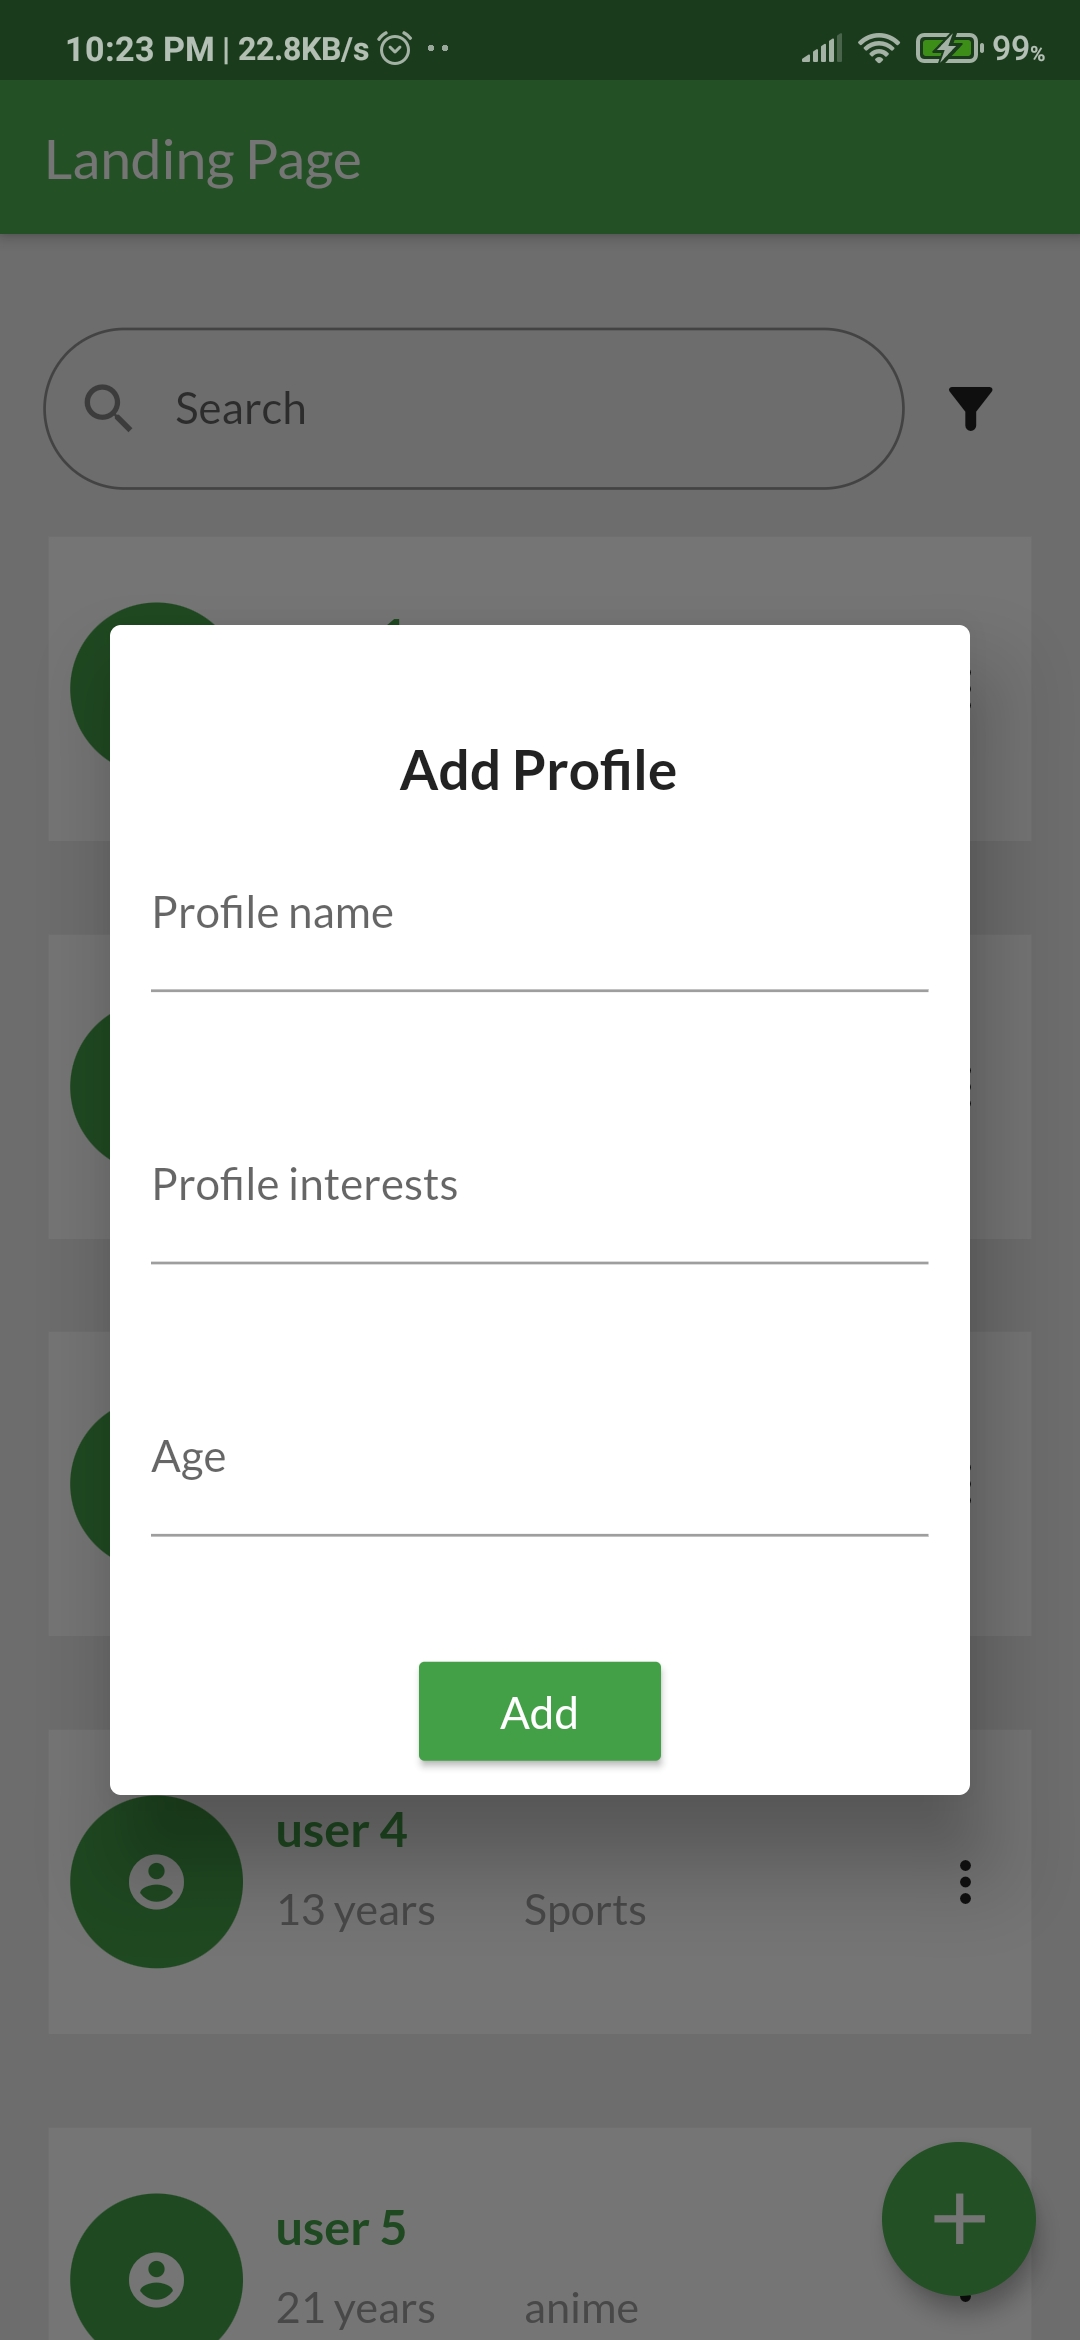 10:23 PM | 22.8KB/s 99%
Landing Page
Search
Add Profile
Profile name
Profile interests
Age
Add
user 4
13 years Sports
user 5
21 years anime